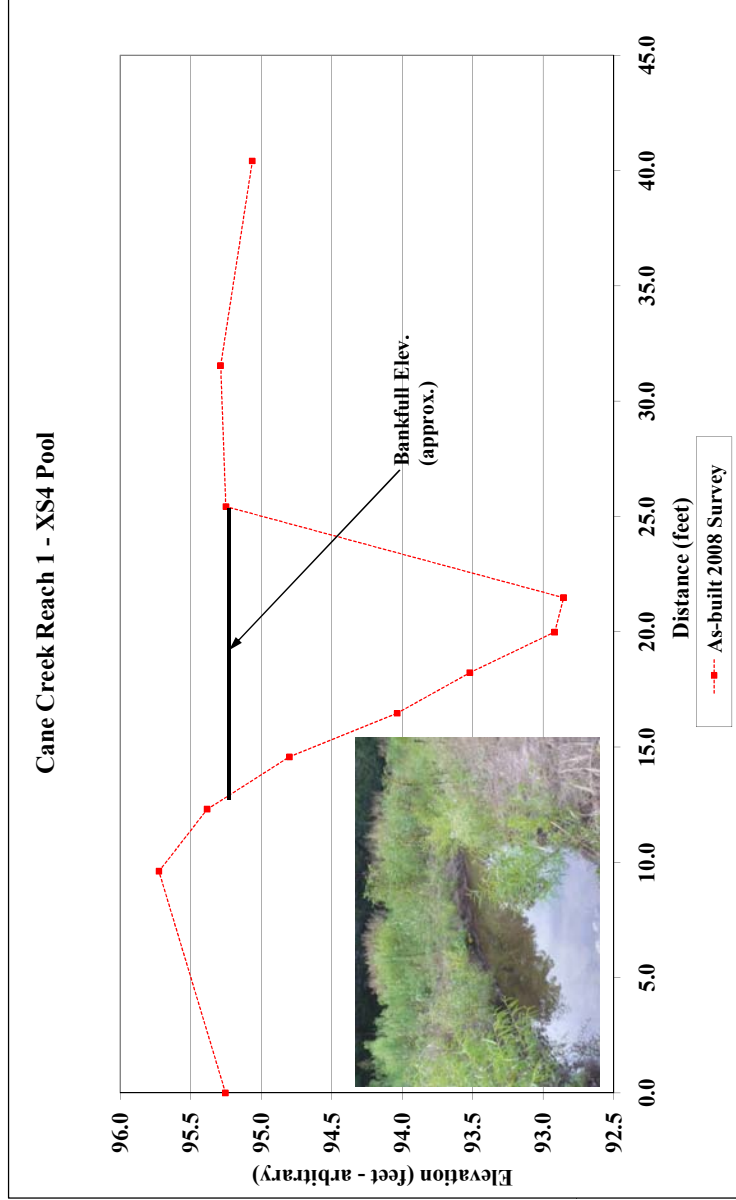 Cane Creek Reach 1 - XS4 Pool
Elevation (feet - arbitrary)
96.0
95.5
95.0
94.5
94.0
93.5
93.0
92.5
Bankfull Elev.
(approx.)
0.0 5.0 10.0 15.0 20.0 25.0 30.0 35.0 40.0 45.0
Distance (feet)
As-built 2008 Survey